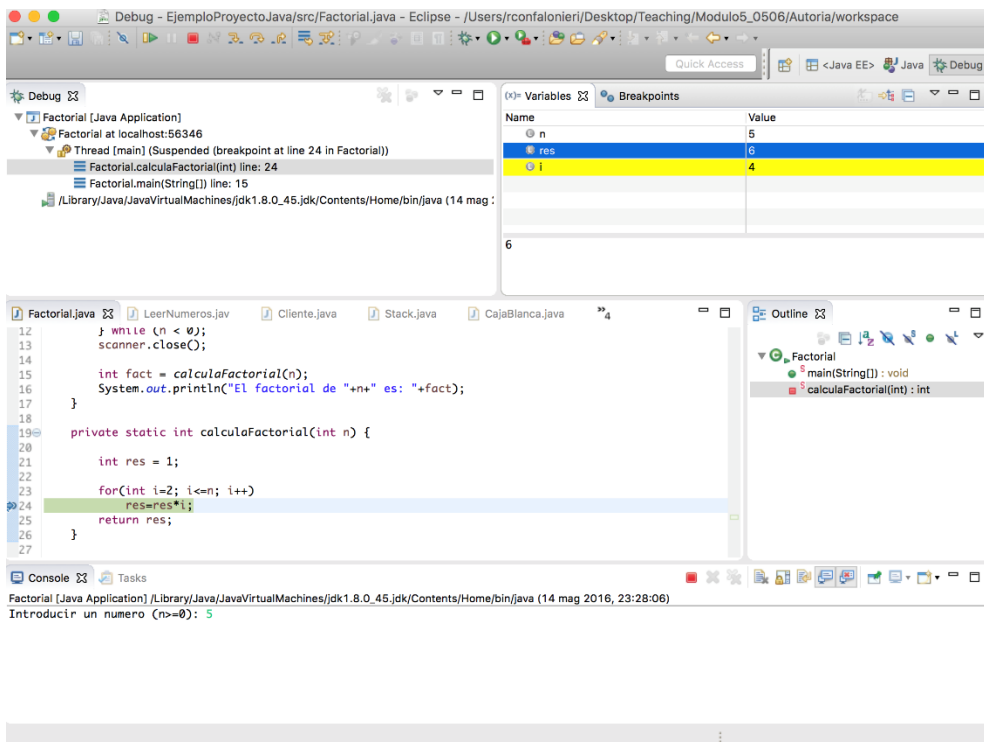 Debug - EjemploProyectoJava/src/Factorial.java - Eclipse - /Users/rconfalonieri/Desktop/Teaching/Modulo5_0506/Autoria/workspace
Quick Access
<Java EE>
Java
Debug
Debug
Factorial [Java Application]
Factorial at localhost:56346
Thread [main] (Suspended (breakpoint at line 24 in Factorial))
Factorial.calculaFactorial(int) line: 24
Factorial.main(String[]) line: 15
/Library/Java/JavaVirtualMachines/jdk1.8.0_45.jdk/Contents/Home/bin/java (14 mag 2
(x)= Variables
Breakpoints
Name Value
n 5
res 6
i 4
6
Factorial.java
LeerNumeros.jav
Cliente.java
Stack.java
CajaBlanca.java
»4
12 } while (n < 0);
13 scanner.close();
14
15 int fact = calculaFactorial(n);
16 System.out.println("El factorial de "+n+" es: "+fact);
17 }
18
19 private static int calculaFactorial(int n) {
20
21 int res = 1;
22
23 for(int i=2; i<=n; i++)
24 res=res*i;
25 return res;
26 }
27
Outline
Factorial
main(String[]) : void
calculaFactorial(int) : int
Console
Tasks
Factorial [Java Application] /Library/Java/JavaVirtualMachines/jdk1.8.0_45.jdk/Contents/Home/bin/java (14 mag 2016, 23:28:06)
Introducir un numero (n>=0): 5